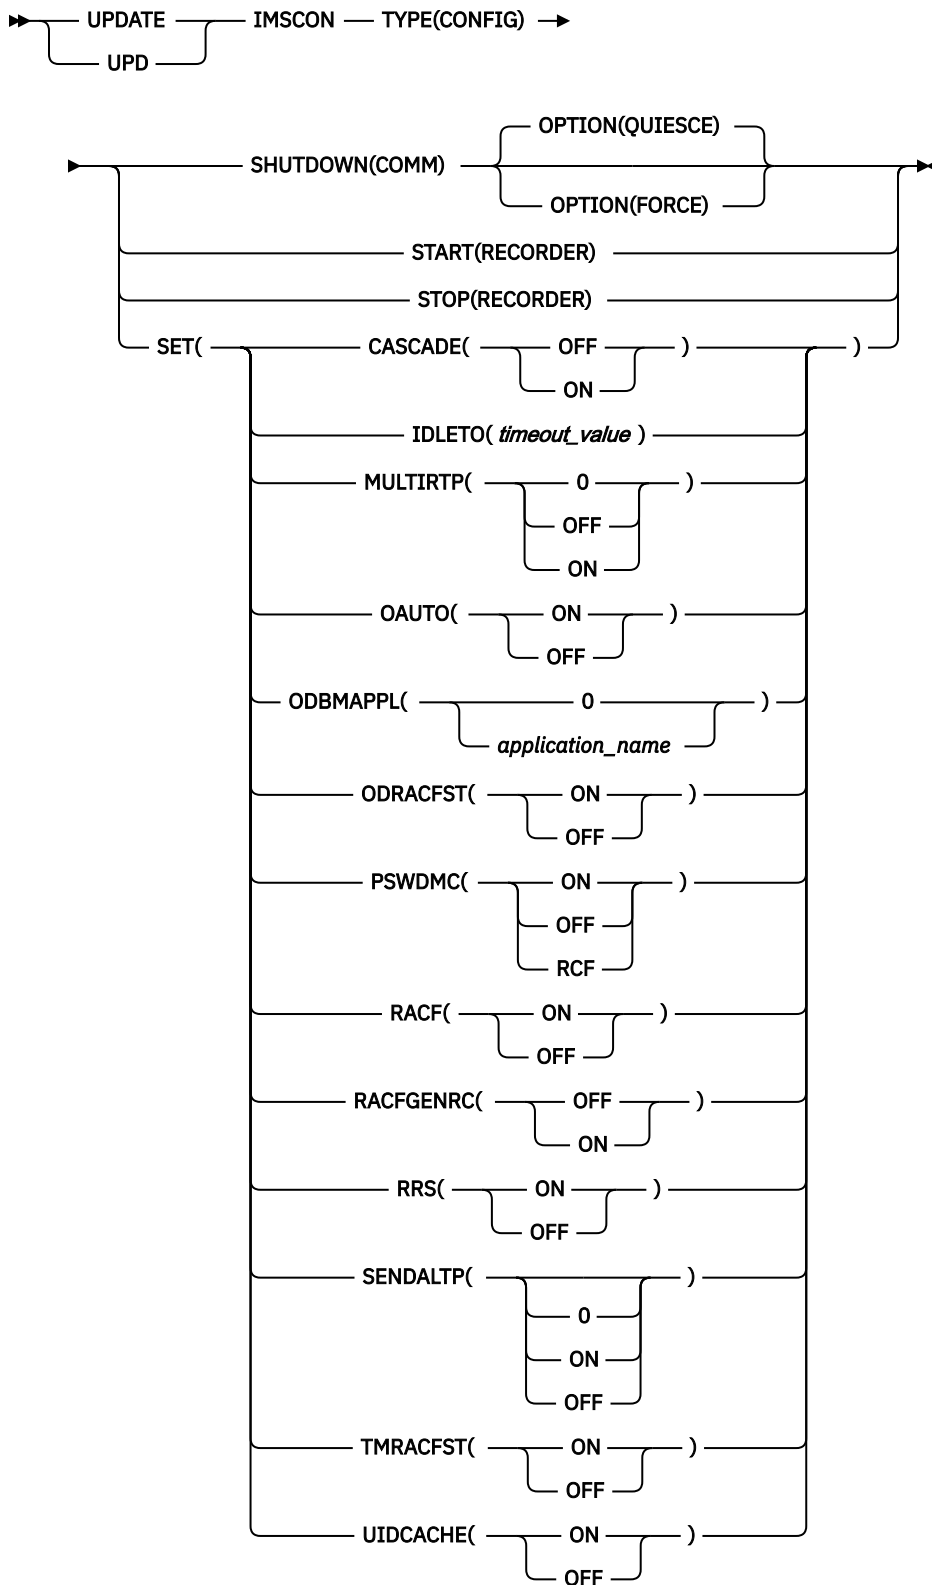 UPDATE IMSCON TYPE(CONFIG)
UPD
OPTION(QUIESCE)
SHUTDOWN(COMM)
OPTION(FORCE)
START(RECORDER)
STOP(RECORDER)
SET( CASCADE( OFF ) )
ON
IDLETO( timeout_value )
MULTIRTP( 0 )
OFF
ON
OAUTO( ON )
OFF
ODBMAPPL( 0 )
application_name
ODRACFST( ON )
OFF
PSWDMC( ON )
OFF
RCF
RACF( ON )
OFF
RACFGENRC( OFF )
ON
RRS( ON )
OFF
SENDALTP( )
0
ON
OFF
TMRACFST( ON )
OFF
UIDCACHE( ON )
OFF